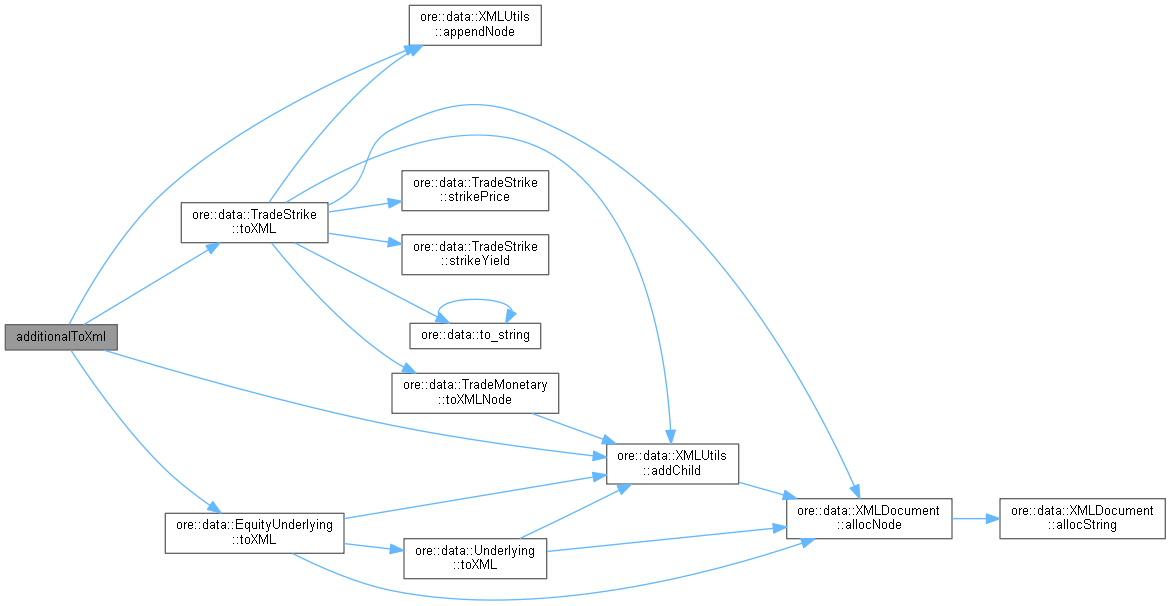 ore::data::XMLUtils
::appendNode
ore::data::TradeStrike
::strikePrice
ore::data::TradeStrike
::toXML
ore::data::TradeStrike
::strikeYield
additionalToXml
ore::data::to_string
ore::data::TradeMonetary
::toXMLNode
ore::data::XMLUtils
::addChild
ore::data::XMLDocument
::allocNode
ore::data::XMLDocument
::allocString
ore::data::EquityUnderlying
::toXML
ore::data::Underlying
::toXML